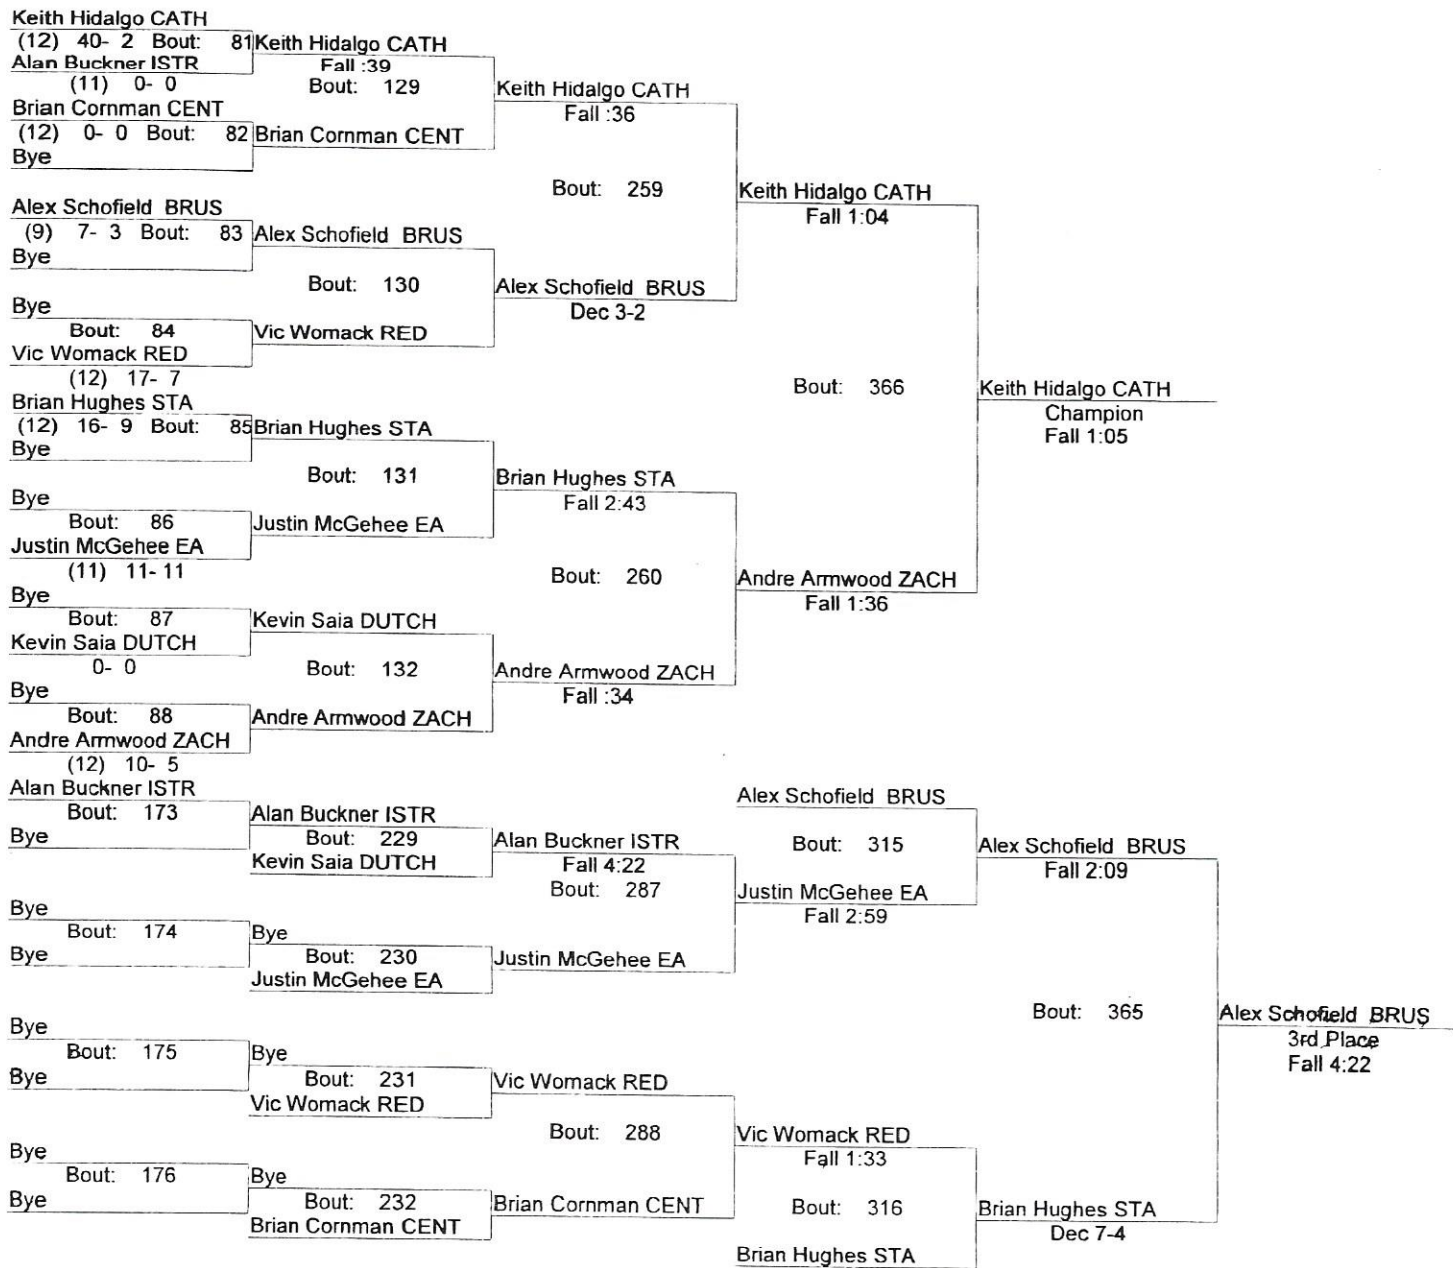 Keith Hidalgo CATH
(12) 40- 2 Bout: 81
Alan Buckner ISTR
(11) 0- 0
Brian Cornman CENT
(12) 0- 0 Bout: 82
Bye
Alex Schofield BRUS
(9) 7- 3 Bout: 83
Bye
Bye
Bout: 84
Vic Womack RED
(12) 17- 7
Brian Hughes STA
(12) 16- 9 Bout: 85
Bye
Bye
Bout: 86
Justin McGehee EA
(11) 11- 11
Bye
Bout: 87
Kevin Saia DUTCH
0- 0
Bye
Bout: 88
Andre Armwood ZACH
(12) 10- 5
Keith Hidalgo CATH
Fall :39
Bout: 129
Brian Cornman CENT
Alex Schofield BRUS
Bout: 130
Vic Womack RED
Brian Hughes STA
Bout: 131
Justin McGehee EA
Kevin Saia DUTCH
Bout: 132
Andre Armwood ZACH
Keith Hidalgo CATH
Fall :36
Bout: 259
Alex Schofield BRUS
Dec 3-2
Brian Hughes STA
Fall 2:43
Bout: 260
Andre Armwood ZACH
Fall :34
Keith Hidalgo CATH
Fall 1:04
Bout: 366
Andre Armwood ZACH
Fall 1:36
Keith Hidalgo CATH
Champion
Fall 1:05
Alan Buckner ISTR
Bout: 173
Bye
Bye
Bout: 174
Bye
Bye
Bout: 175
Bye
Bye
Bout: 176
Bye
Alan Buckner ISTR
Bout: 229
Kevin Saia DUTCH
Bye
Bout: 230
Justin McGehee EA
Bye
Bout: 231
Vic Womack RED
Bye
Bout: 232
Brian Cornman CENT
Alan Buckner ISTR
Fall 4:22
Bout: 287
Justin McGehee EA
Vic Womack RED
Bout: 288
Brian Cornman CENT
Alex Schofield BRUS
Bout: 315
Justin McGehee EA
Fall 2:59
Vic Womack RED
Fall 1:33
Bout: 316
Brian Hughes STA
Alex Schofield BRUS
Fall 2:09
Bout: 365
Brian Hughes STA
Dec 7-4
Alex Schofield BRUS
3rd Place
Fall 4:22